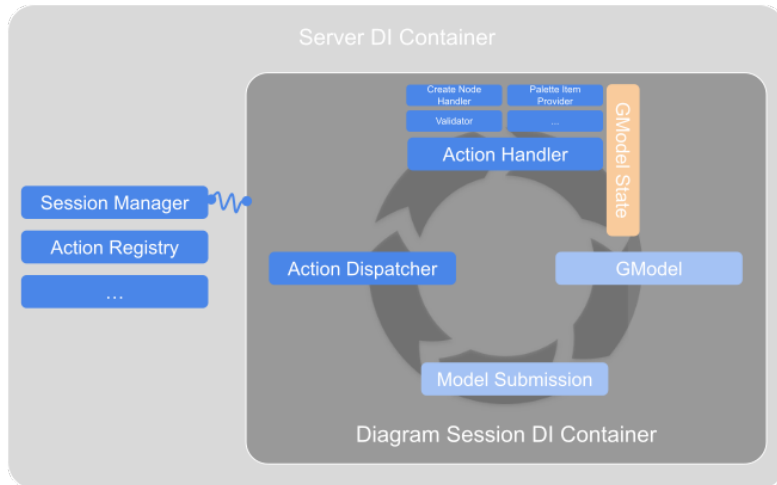 Server DI Container
Create Node
Handler
Palette Item
Provider
Validator
...
Action Handler
GModel State
Session Manager
Action Registry
...
Action Dispatcher
GModel
Model Submission
Diagram Session DI Container